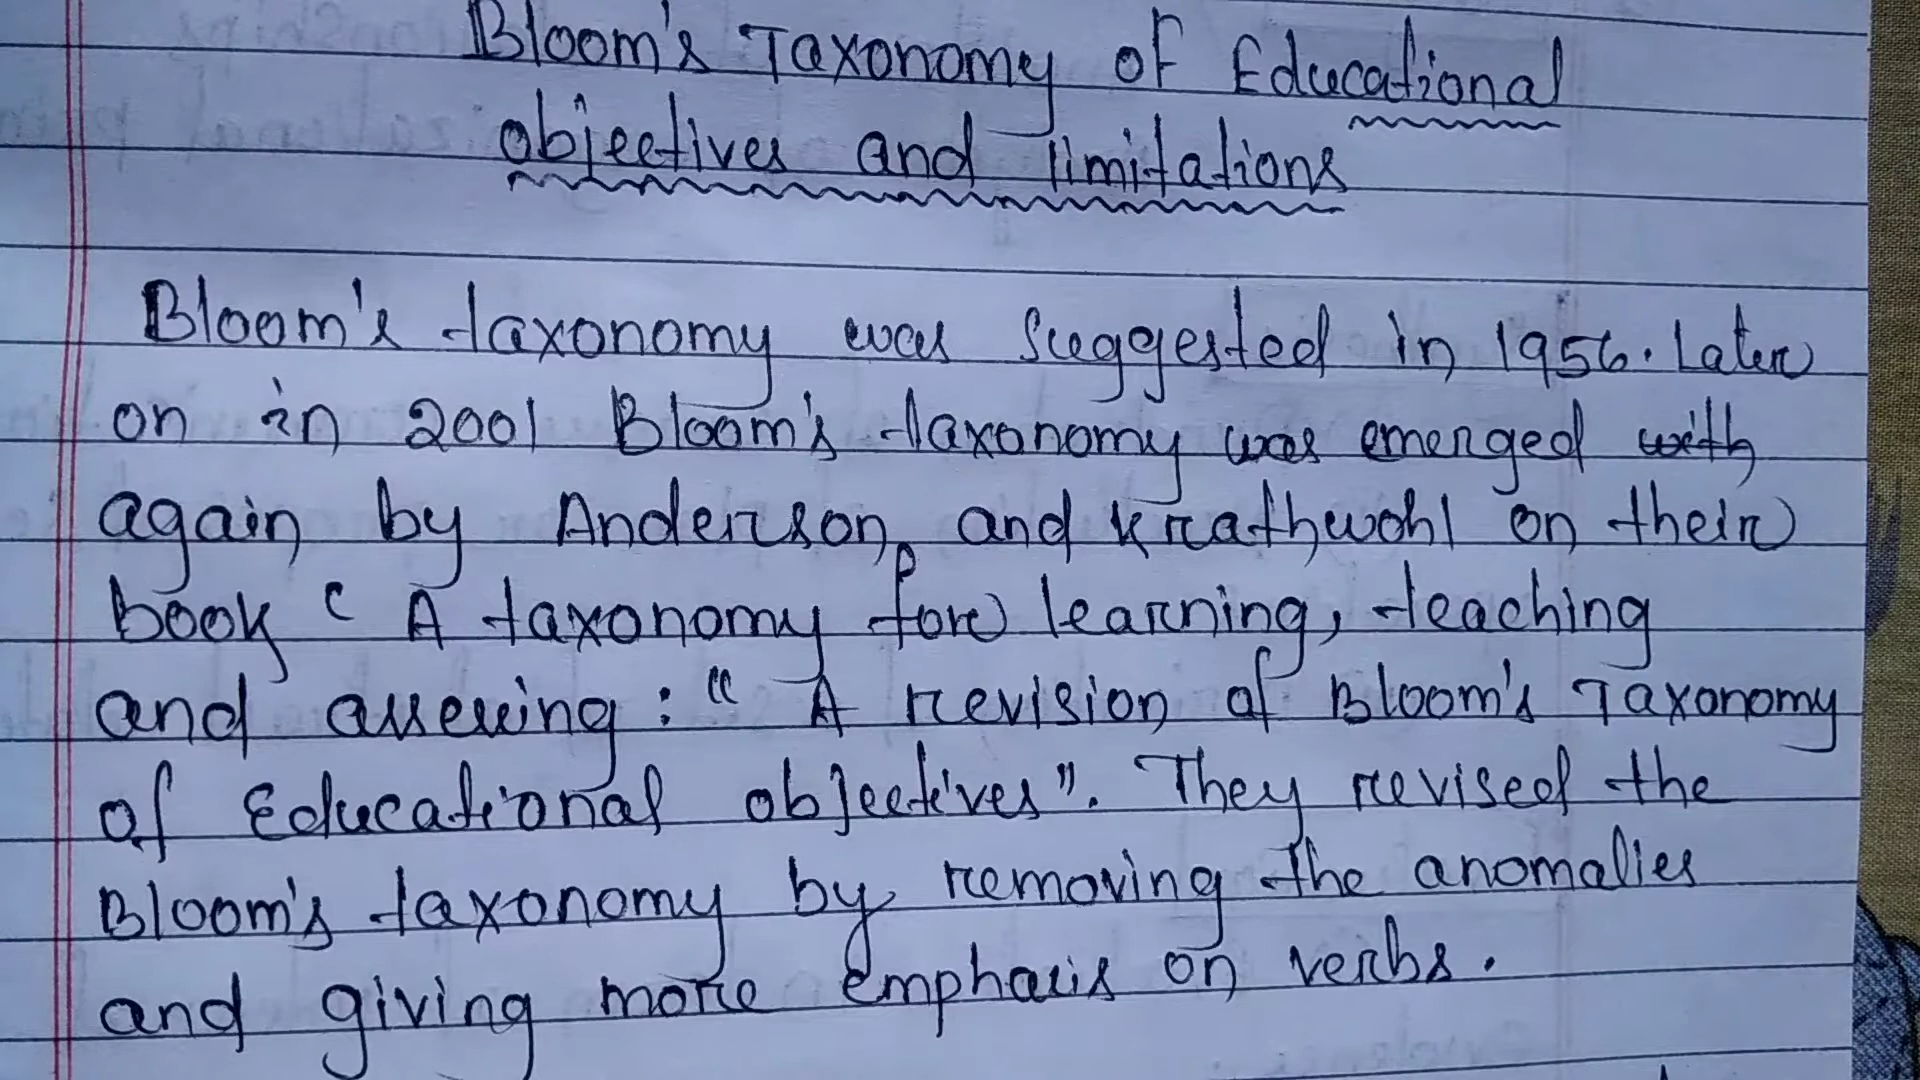 Bloom's Taxonomy of Educational
objectives and limitations
Bloom's taxonomy was suggested in 1956. Later
on in 2001 Bloom's taxonomy was emerged with
again by Anderson, and Krathwohl on their
book ' A taxonomy for learning, teaching
and assessing : " A revision of Bloom's Taxonomy
of Educational objectives". They revised the
Bloom's taxonomy by removing the anomalies
and giving more emphasis on verbs.